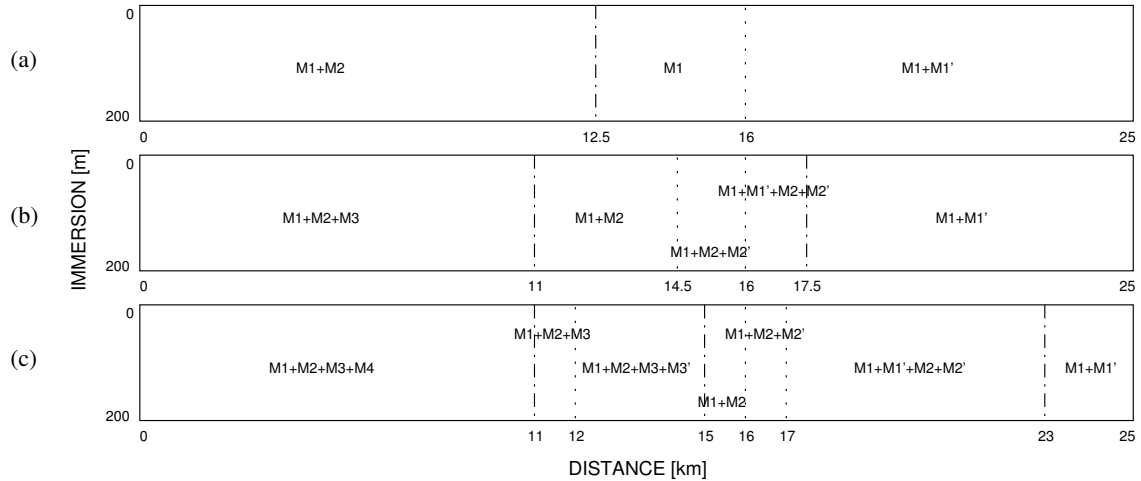 (a)
0
M1+M2
M1
M1+M1'
200
0
12.5
16
25
(b)
0
M1+M1'+M2+M2'
M1+M2+M3
M1+M2
M1+M1'
M1+M2+M2'
200
0
11
14.5
16
17.5
25
(c)
0
M1+M2+M3
M1+M2+M2'
M1+M2+M3+M4
M1+M2+M3+M3'
M1+M1'+M2+M2'
M1+M1'
M1+M2
200
0
11
12
15
16
17
23
25
IMMERSION [m]
DISTANCE [km]